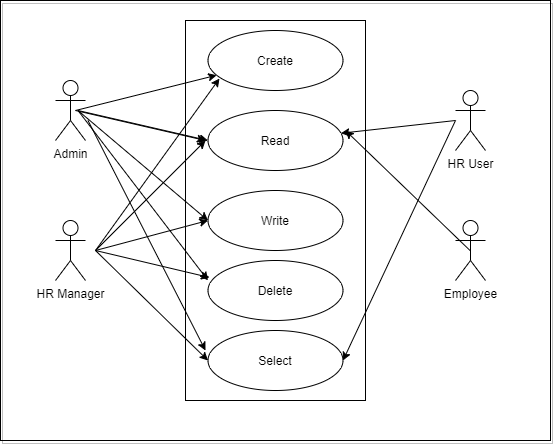 Create
Admin
Read
HR User
Write
HR Manager
Delete
Employee
Select